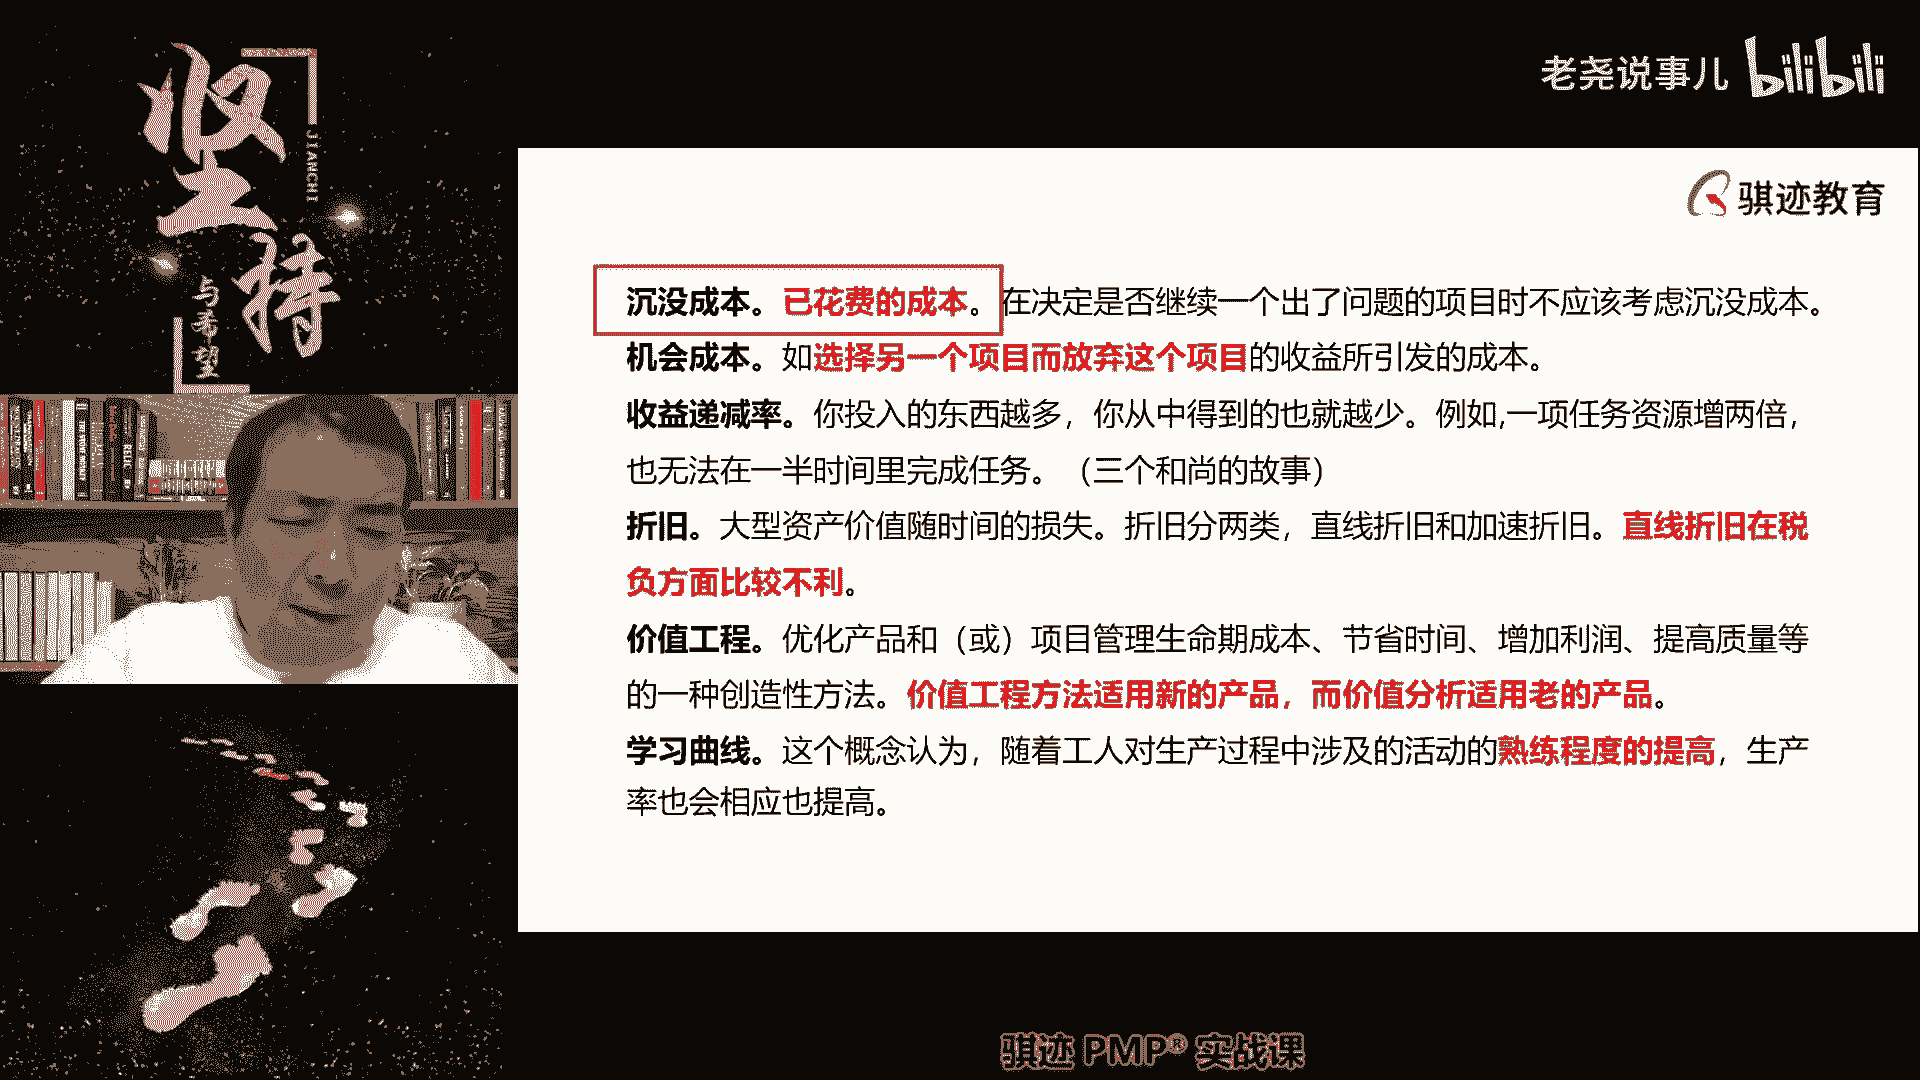 坚持
JIANCHI
与希望
老尧说事儿 bilibili
骐迹教育
沉没成本。已花费的成本。在决定是否继续一个出了问题的项目时不应该考虑沉没成本。
机会成本。如选择另一个项目而放弃这个项目的收益所引发的成本。
收益递减率。你投入的东西越多，你从中得到的也就越少。例如,一项任务资源增两倍，
也无法在一半时间里完成任务。（三个和尚的故事）
折旧。大型资产价值随时间的损失。折旧分两类，直线折旧和加速折旧。直线折旧在税
负方面比较不利。
价值工程。优化产品和（或）项目管理生命期成本、节省时间、增加利润、提高质量等
的一种创造性方法。价值工程方法适用新的产品，而价值分析适用老的产品。
学习曲线。这个概念认为，随着工人对生产过程中涉及的活动的熟练程度的提高，生产
率也会相应也提高。
骐迹 PMP® 实战课